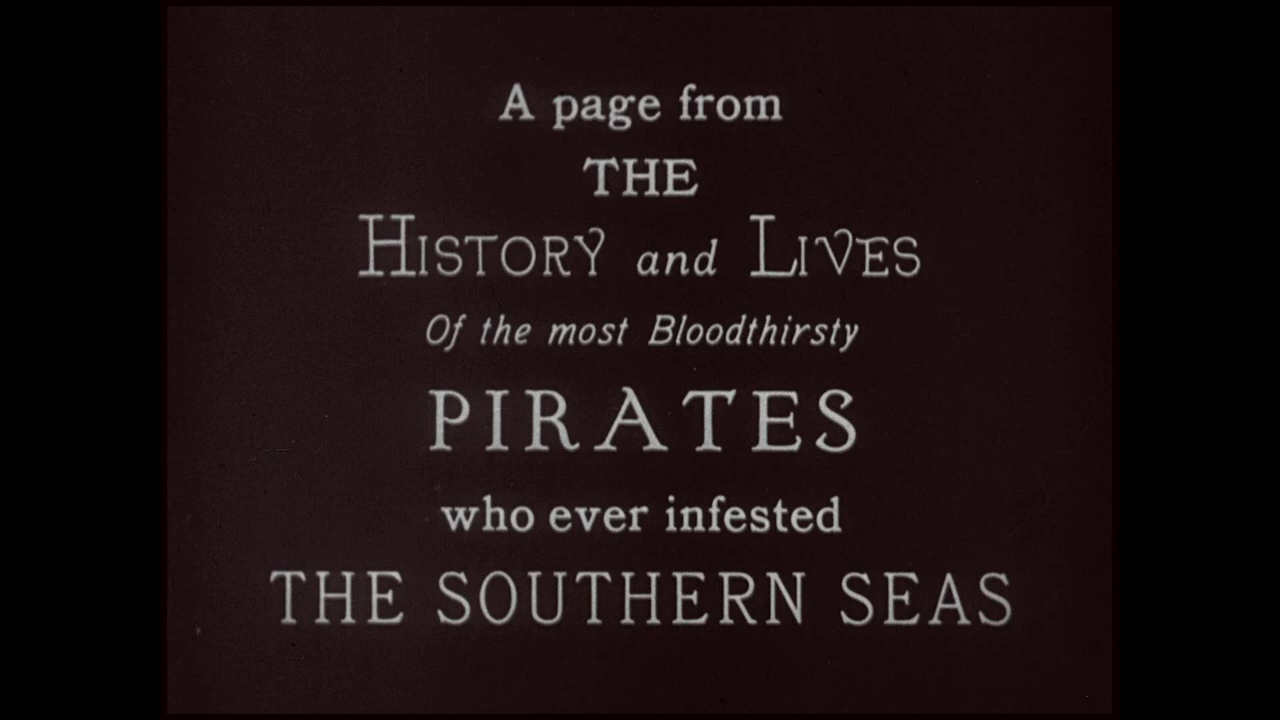 A page from
THE
HISTORY and LIVES
Of the most Bloodthirsty
PIRATES
who ever infested
THE SOUTHERN SEAS